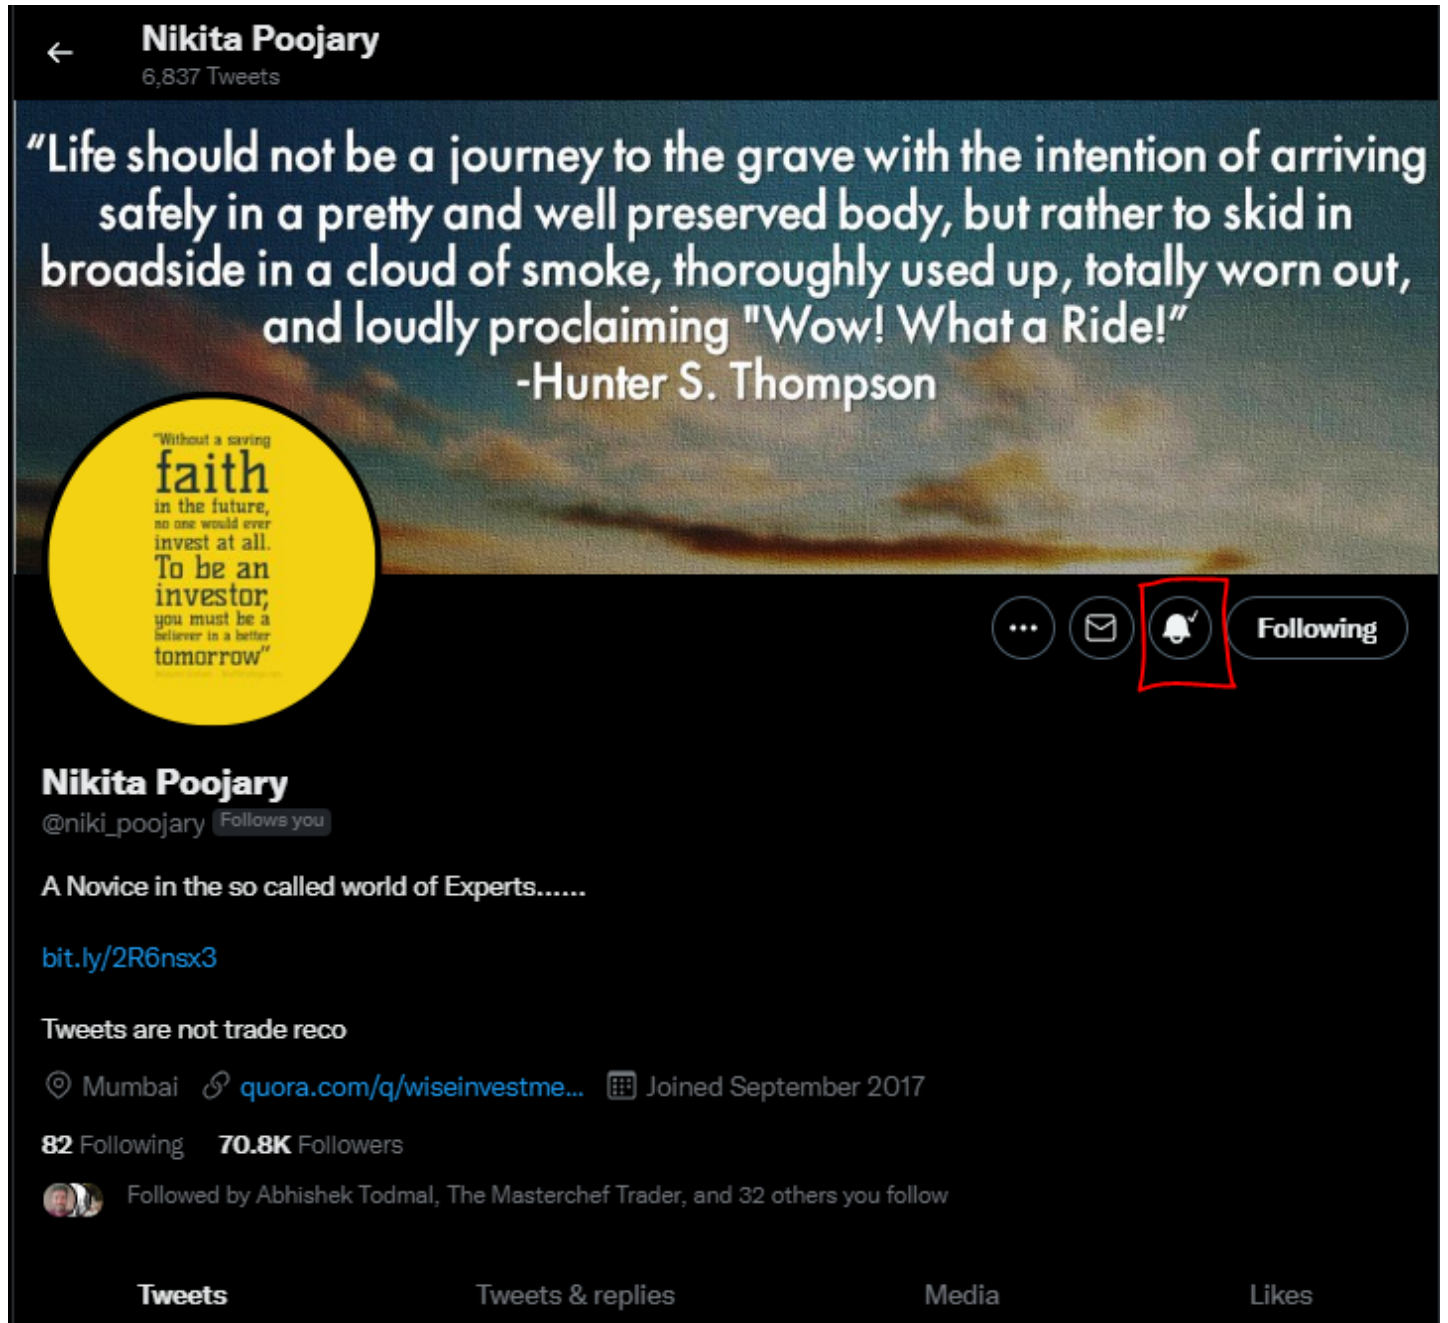 Nikita Poojary
6,837 Tweets
“Life should not be a journey to the grave with the intention of arriving
safely in a pretty and well preserved body, but rather to skid in
broadside in a cloud of smoke, thoroughly used up, totally worn out,
and loudly proclaiming "Wow! What a Ride!”
-Hunter S. Thompson
"Without a saving
faith
in the future,
no one would ever
invest at all.
To be an
investor,
you must be a
believer in a better
tomorrow"
Following
Nikita Poojary
@niki_poojary Follows you
A Novice in the so called world of Experts......
bit.ly/2R6nsx3
Tweets are not trade reco
Mumbai quora.com/q/wiseinvestme... Joined September 2017
82 Following 70.8K Followers
Followed by Abhishek Todmal, The Masterchef Trader, and 32 others you follow
Tweets Tweets & replies Media Likes